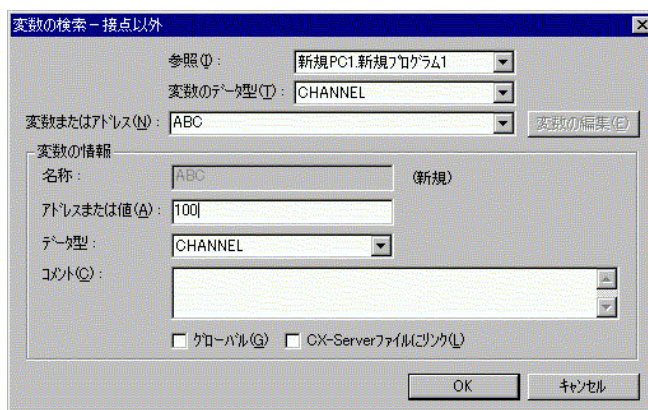 変数の検索－接点以外
参照(I)： 新規PC1.新規ﾌﾟﾛｸﾞﾗﾑ1
変数のﾃﾞｰﾀ型(T)： CHANNEL
変数またはｱﾄﾞﾚｽ(N)： ABC 変数の編集(E)
変数の情報
名称： ABC (新規)
ｱﾄﾞﾚｽまたは値(A)： 100
ﾃﾞｰﾀ型： CHANNEL
ｺﾒﾝﾄ(C)：
ｸﾞﾛｰﾊﾞﾙ(G) CX-Serverﾌｧｲﾙにﾘﾝｸ(L)
OK ｷｬﾝｾﾙ